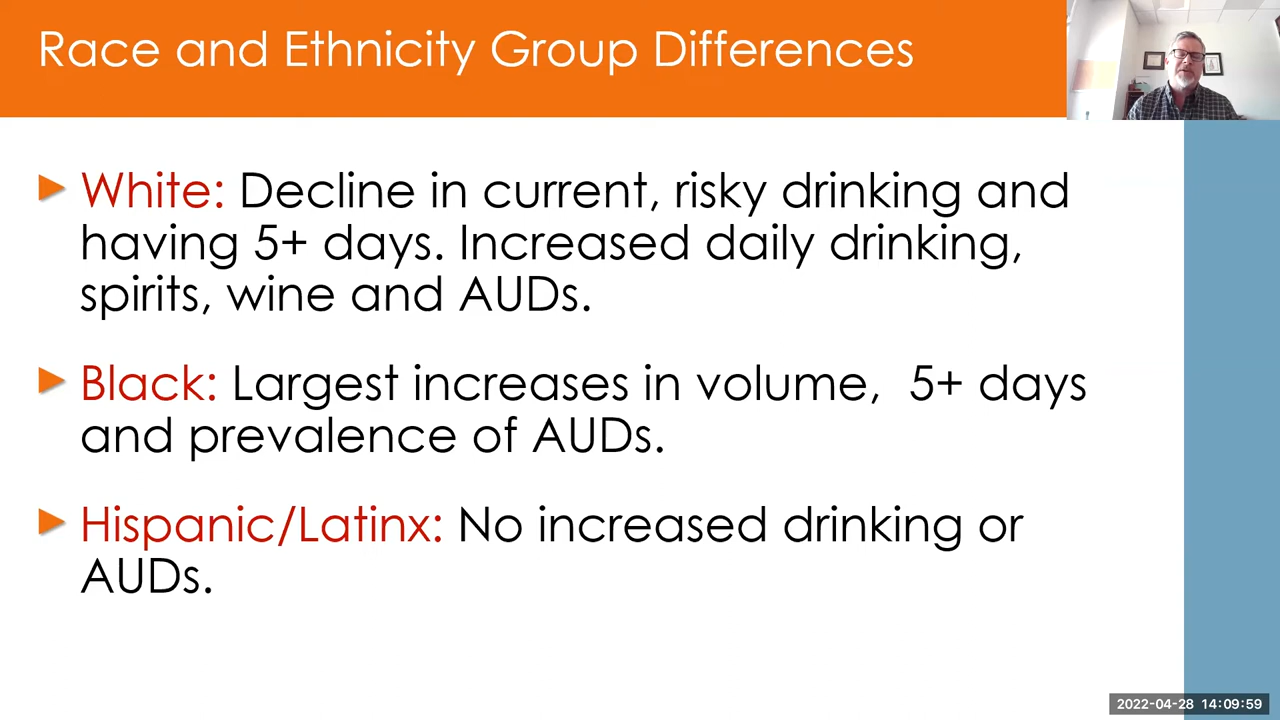 Race and Ethnicity Group Differences
White: Decline in current, risky drinking and
having 5+ days. Increased daily drinking,
spirits, wine and AUDs.
Black: Largest increases in volume,  5+ days
and prevalence of AUDs.
Hispanic/Latinx: No increased drinking or
AUDs.
2022-04-28 14:09:59